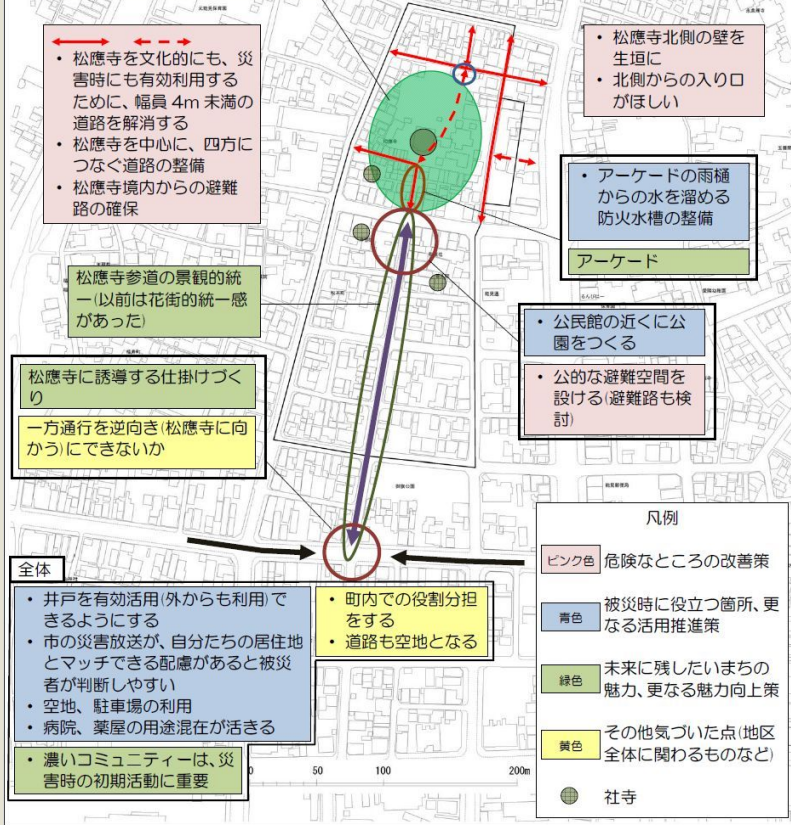 ・ 松應寺を文化的にも、災
害時にも有効利用する
ために、幅員 4m 未満の
道路を解消する
・ 松應寺を中心に、四方に
つなぐ道路の整備
・ 松應寺境内からの避難
路の確保
・ 松應寺北側の壁を
生垣に
・ 北側からの入り口
がほしい
・ アーケードの雨樋
からの水を溜める
防火水槽の整備
アーケード
松應寺参道の景観的統
一(以前は花街的統一感
があった)
・ 公民館の近くに公
園をつくる
・ 公的な避難空間を
設ける(避難路も検
討)
松應寺に誘導する仕掛けづく
り
一方通行を逆向き(松應寺に向
かう)にできないか
全体
・ 井戸を有効活用(外からも利用)で
きるようにする
・ 市の災害放送が、自分たちの居住地
とマッチできる配慮があると被災
者が判断しやすい
・ 空地、駐車場の利用
・ 病院、薬屋の用途混在が活きる
・ 町内での役割分担
をする
・ 道路も空地となる
・ 濃いコミュニティーは、災
害時の初期活動に重要
0 50 100 200m
凡例
ピンク色 危険なところの改善策
青色 被災時に役立つ箇所、更
なる活用推進策
緑色 未来に残したいまちの
魅力、更なる魅力向上策
黄色 その他気づいた点(地区
全体に関わるものなど)
社寺